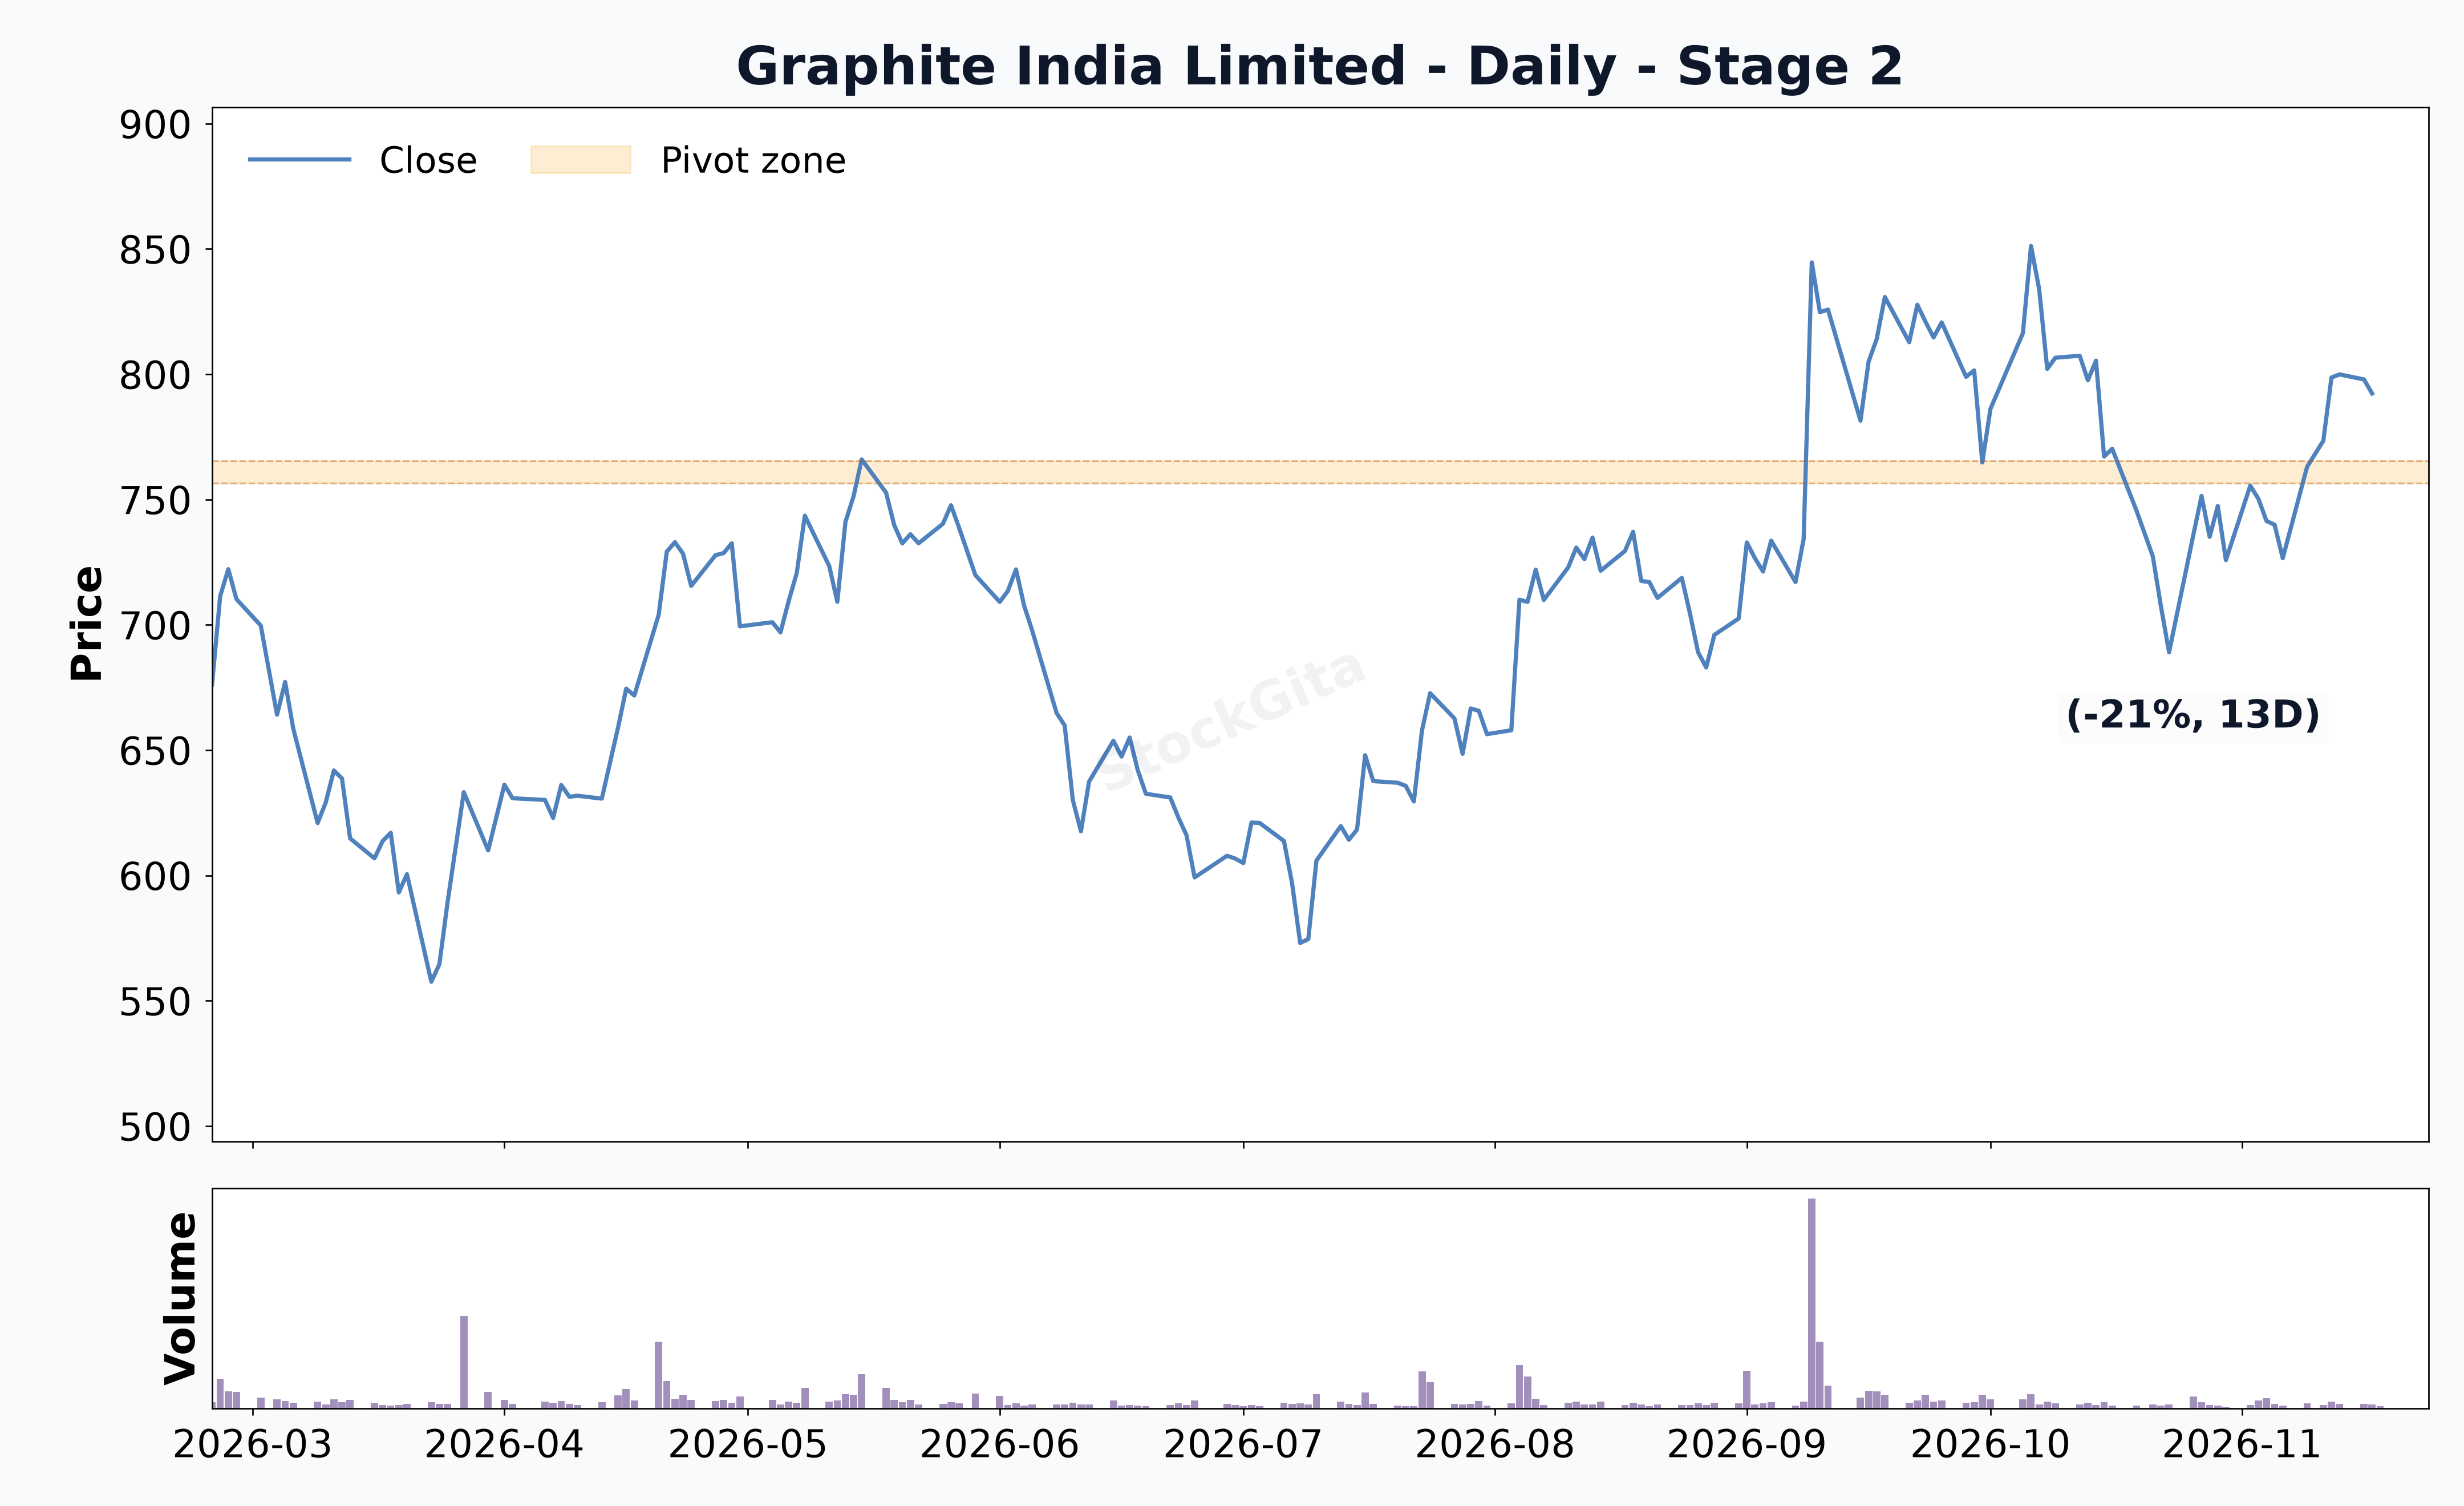 Graphite India Limited - Daily - Stage 2
Close
Pivot zone
Price
900
850
800
750
700
650
600
550
500
StockGita
(-21%, 13D)
Volume
2026-03
2026-04
2026-05
2026-06
2026-07
2026-08
2026-09
2026-10
2026-11